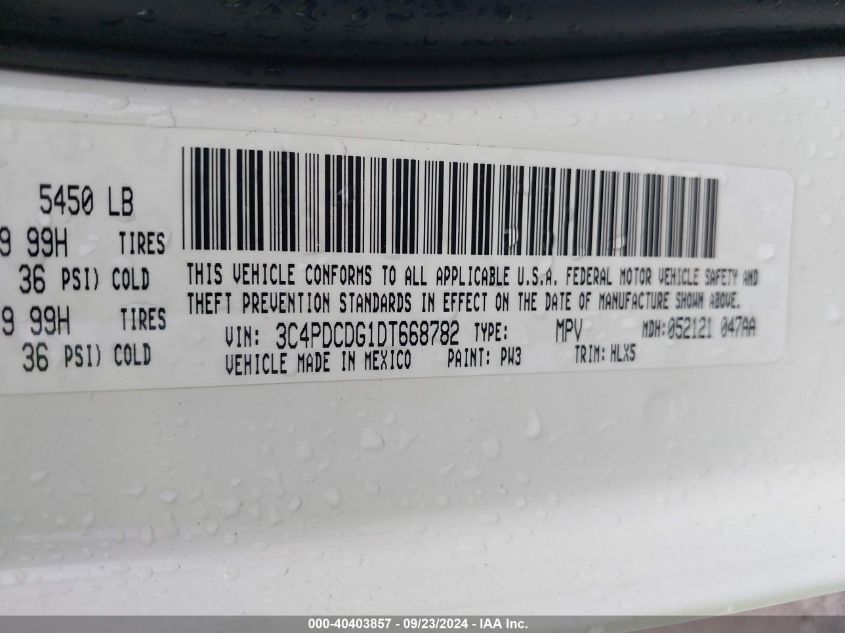 5450 LB
9 99H TIRES
36 PSI) COLD
9 99H TIRES
36 PSI) COLD
THIS VEHICLE CONFORMS TO ALL APPLICABLE U.S.A. FEDERAL MOTOR VEHICLE SAFETY AND
THEFT PREVENTION STANDARDS IN EFFECT ON THE DATE OF MANUFACTURE SHOWN ABOVE.
VIN: 3C4PDCDG1DT668782 TYPE: MPV MDH:052121 047AA
VEHICLE MADE IN MEXICO PAINT: PW3 TRIM: HLX5
000-40403857 / 09/23/2024 - IAA Inc.